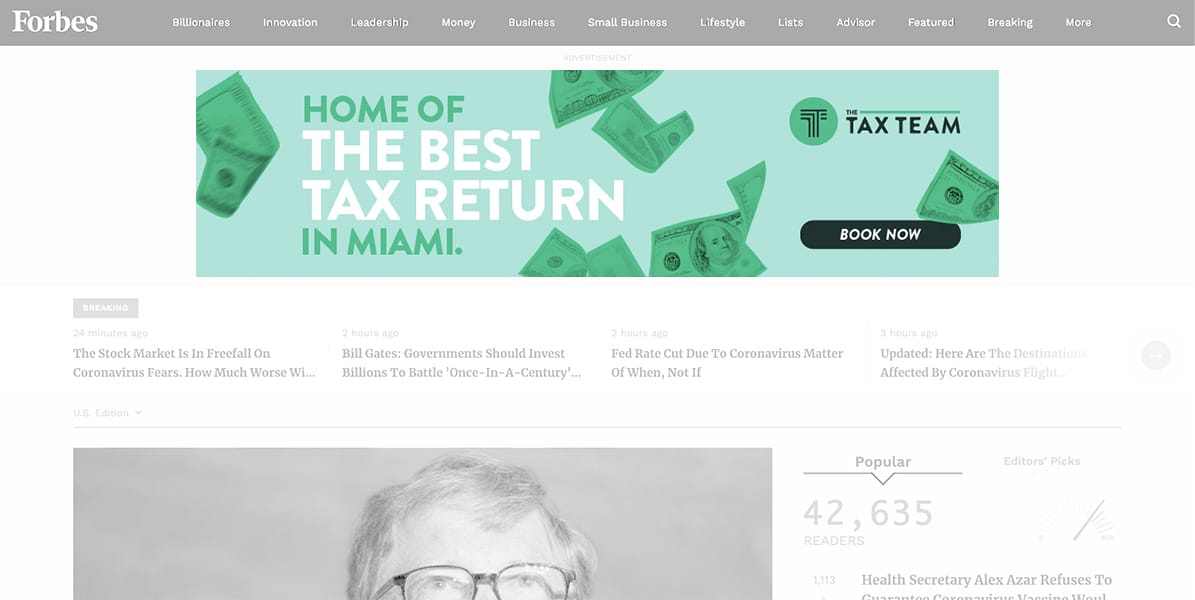 Forbes
Billionaires Innovation Leadership Money Business Small Business Lifestyle Lists Advisor Featured Breaking More
ADVERTISEMENT
HOME OF
THE BEST
TAX RETURN
IN MIAMI.
THE
TAX TEAM
BOOK NOW
BREAKING
24 minutes ago
The Stock Market Is In Freefall On
Coronavirus Fears. How Much Worse Wi...
2 hours ago
Bill Gates: Governments Should Invest
Billions To Battle 'Once-In-A-Century'...
2 hours ago
Fed Rate Cut Due To Coronavirus Matter
Of When, Not If
3 hours ago
Updated: Here Are The Destinations
Affected By Coronavirus Flight...
U.S. Edition
Popular
Editors' Picks
42,635
READERS
0
1,113
Health Secretary Alex Azar Refuses To
Guarantee Coronavirus Vaccine Woul